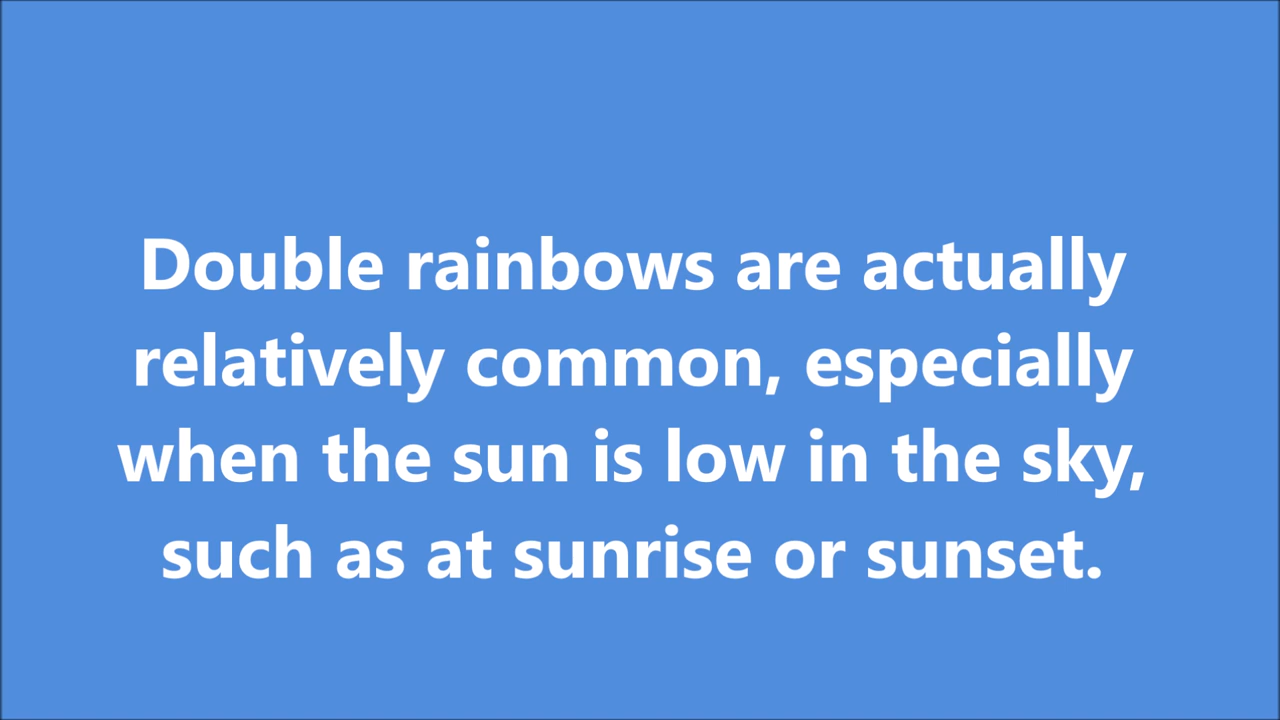 Double rainbows are actually
relatively common, especially
when the sun is low in the sky,
such as at sunrise or sunset.